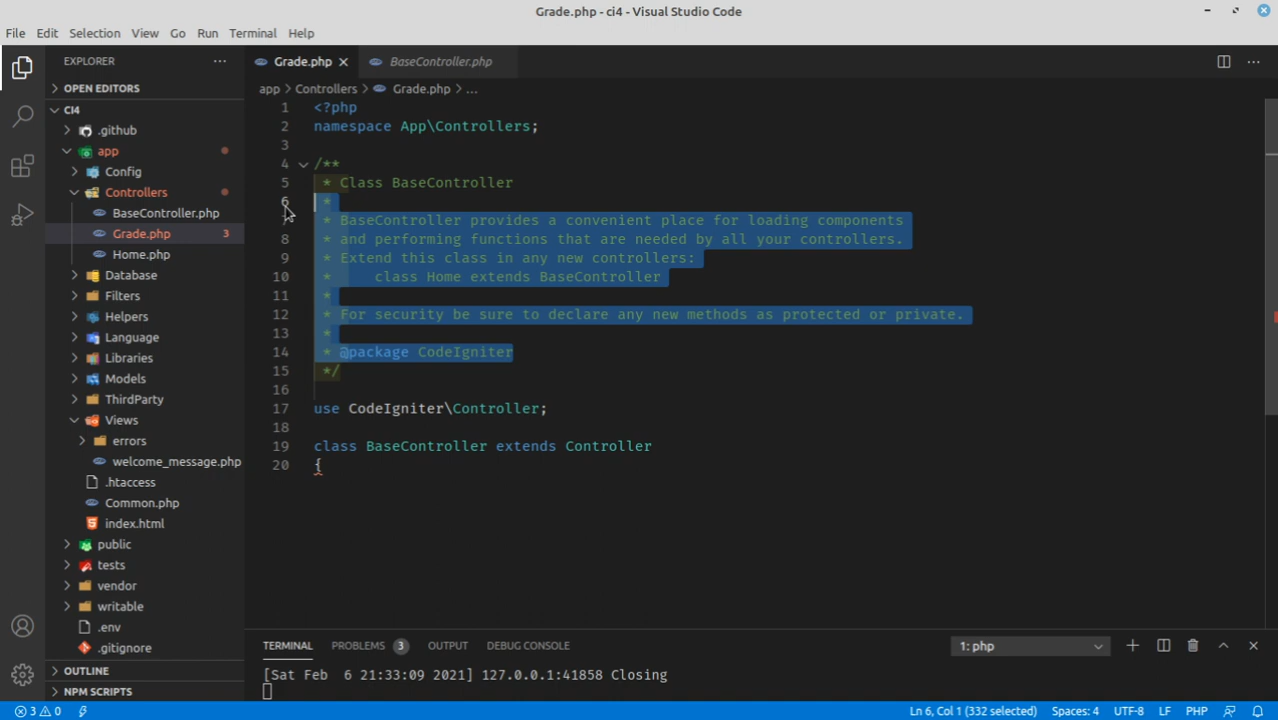 Grade.php - ci4 - Visual Studio Code
File Edit Selection View Go Run Terminal Help
EXPLORER ···
OPEN EDITORS
CI4
.github
app
Config
Controllers
BaseController.php
Grade.php 3
Home.php
Database
Filters
Helpers
Language
Libraries
Models
ThirdParty
Views
errors
welcome_message.php
.htaccess
Common.php
index.html
public
tests
vendor
writable
.env
.gitignore
OUTLINE
NPM SCRIPTS
Grade.php BaseController.php
app > Controllers > Grade.php > ...
1 <?php
2 namespace App\Controllers;
3
4 /**
5 * Class BaseController
6 *
* BaseController provides a convenient place for loading components
8 * and performing functions that are needed by all your controllers.
9 * Extend this class in any new controllers:
10 * class Home extends BaseController
11 *
12 * For security be sure to declare any new methods as protected or private.
13 *
14 * @package CodeIgniter
15 */
16
17 use CodeIgniter\Controller;
18
19 class BaseController extends Controller
20 {
TERMINAL PROBLEMS 3 OUTPUT DEBUG CONSOLE 1: php
[Sat Feb  6 21:33:09 2021] 127.0.0.1:41858 Closing
3 0 Ln 6, Col 1 (332 selected) Spaces: 4 UTF-8 LF PHP